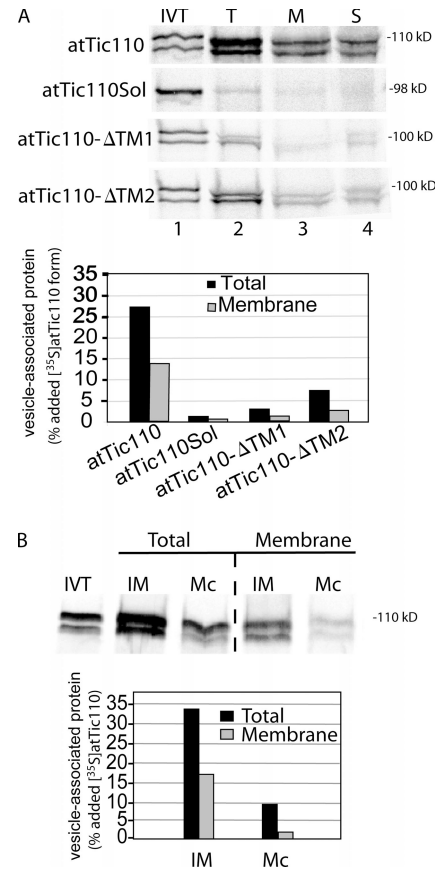 A
IVT T M S
atTic110 -110 kD
atTic110Sol -98 kD
atTic110-ΔTM1 -100 kD
atTic110-ΔTM2 -100 kD
1 2 3 4
vesicle-associated protein
(% added [³⁵S]atTic110 form)
35
30
25
20
15
10
5
0
Total
Membrane
atTic110
atTic110Sol
atTic110-ΔTM1
atTic110-ΔTM2
B
Total Membrane
IVT IM Mc IM Mc
-110 kD
vesicle-associated protein
(% added [³⁵S]atTic110)
35
30
25
20
15
10
5
0
Total
Membrane
IM Mc